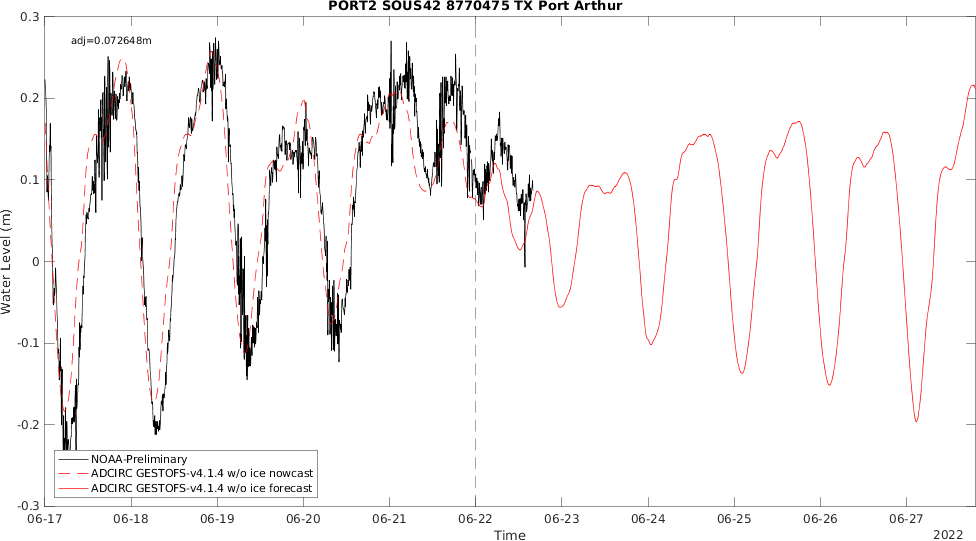 PORT2 SOUS42 8770475 TX Port Arthur
0.3
adj=0.072648m
0.2
0.1
0
-0.1
-0.2
-0.3
Water Level (m)
NOAA-Preliminary
ADCIRC GESTOFS-v4.1.4 w/o ice nowcast
ADCIRC GESTOFS-v4.1.4 w/o ice forecast
06-17 06-18 06-19 06-20 06-21 06-22 06-23 06-24 06-25 06-26 06-27
Time
2022